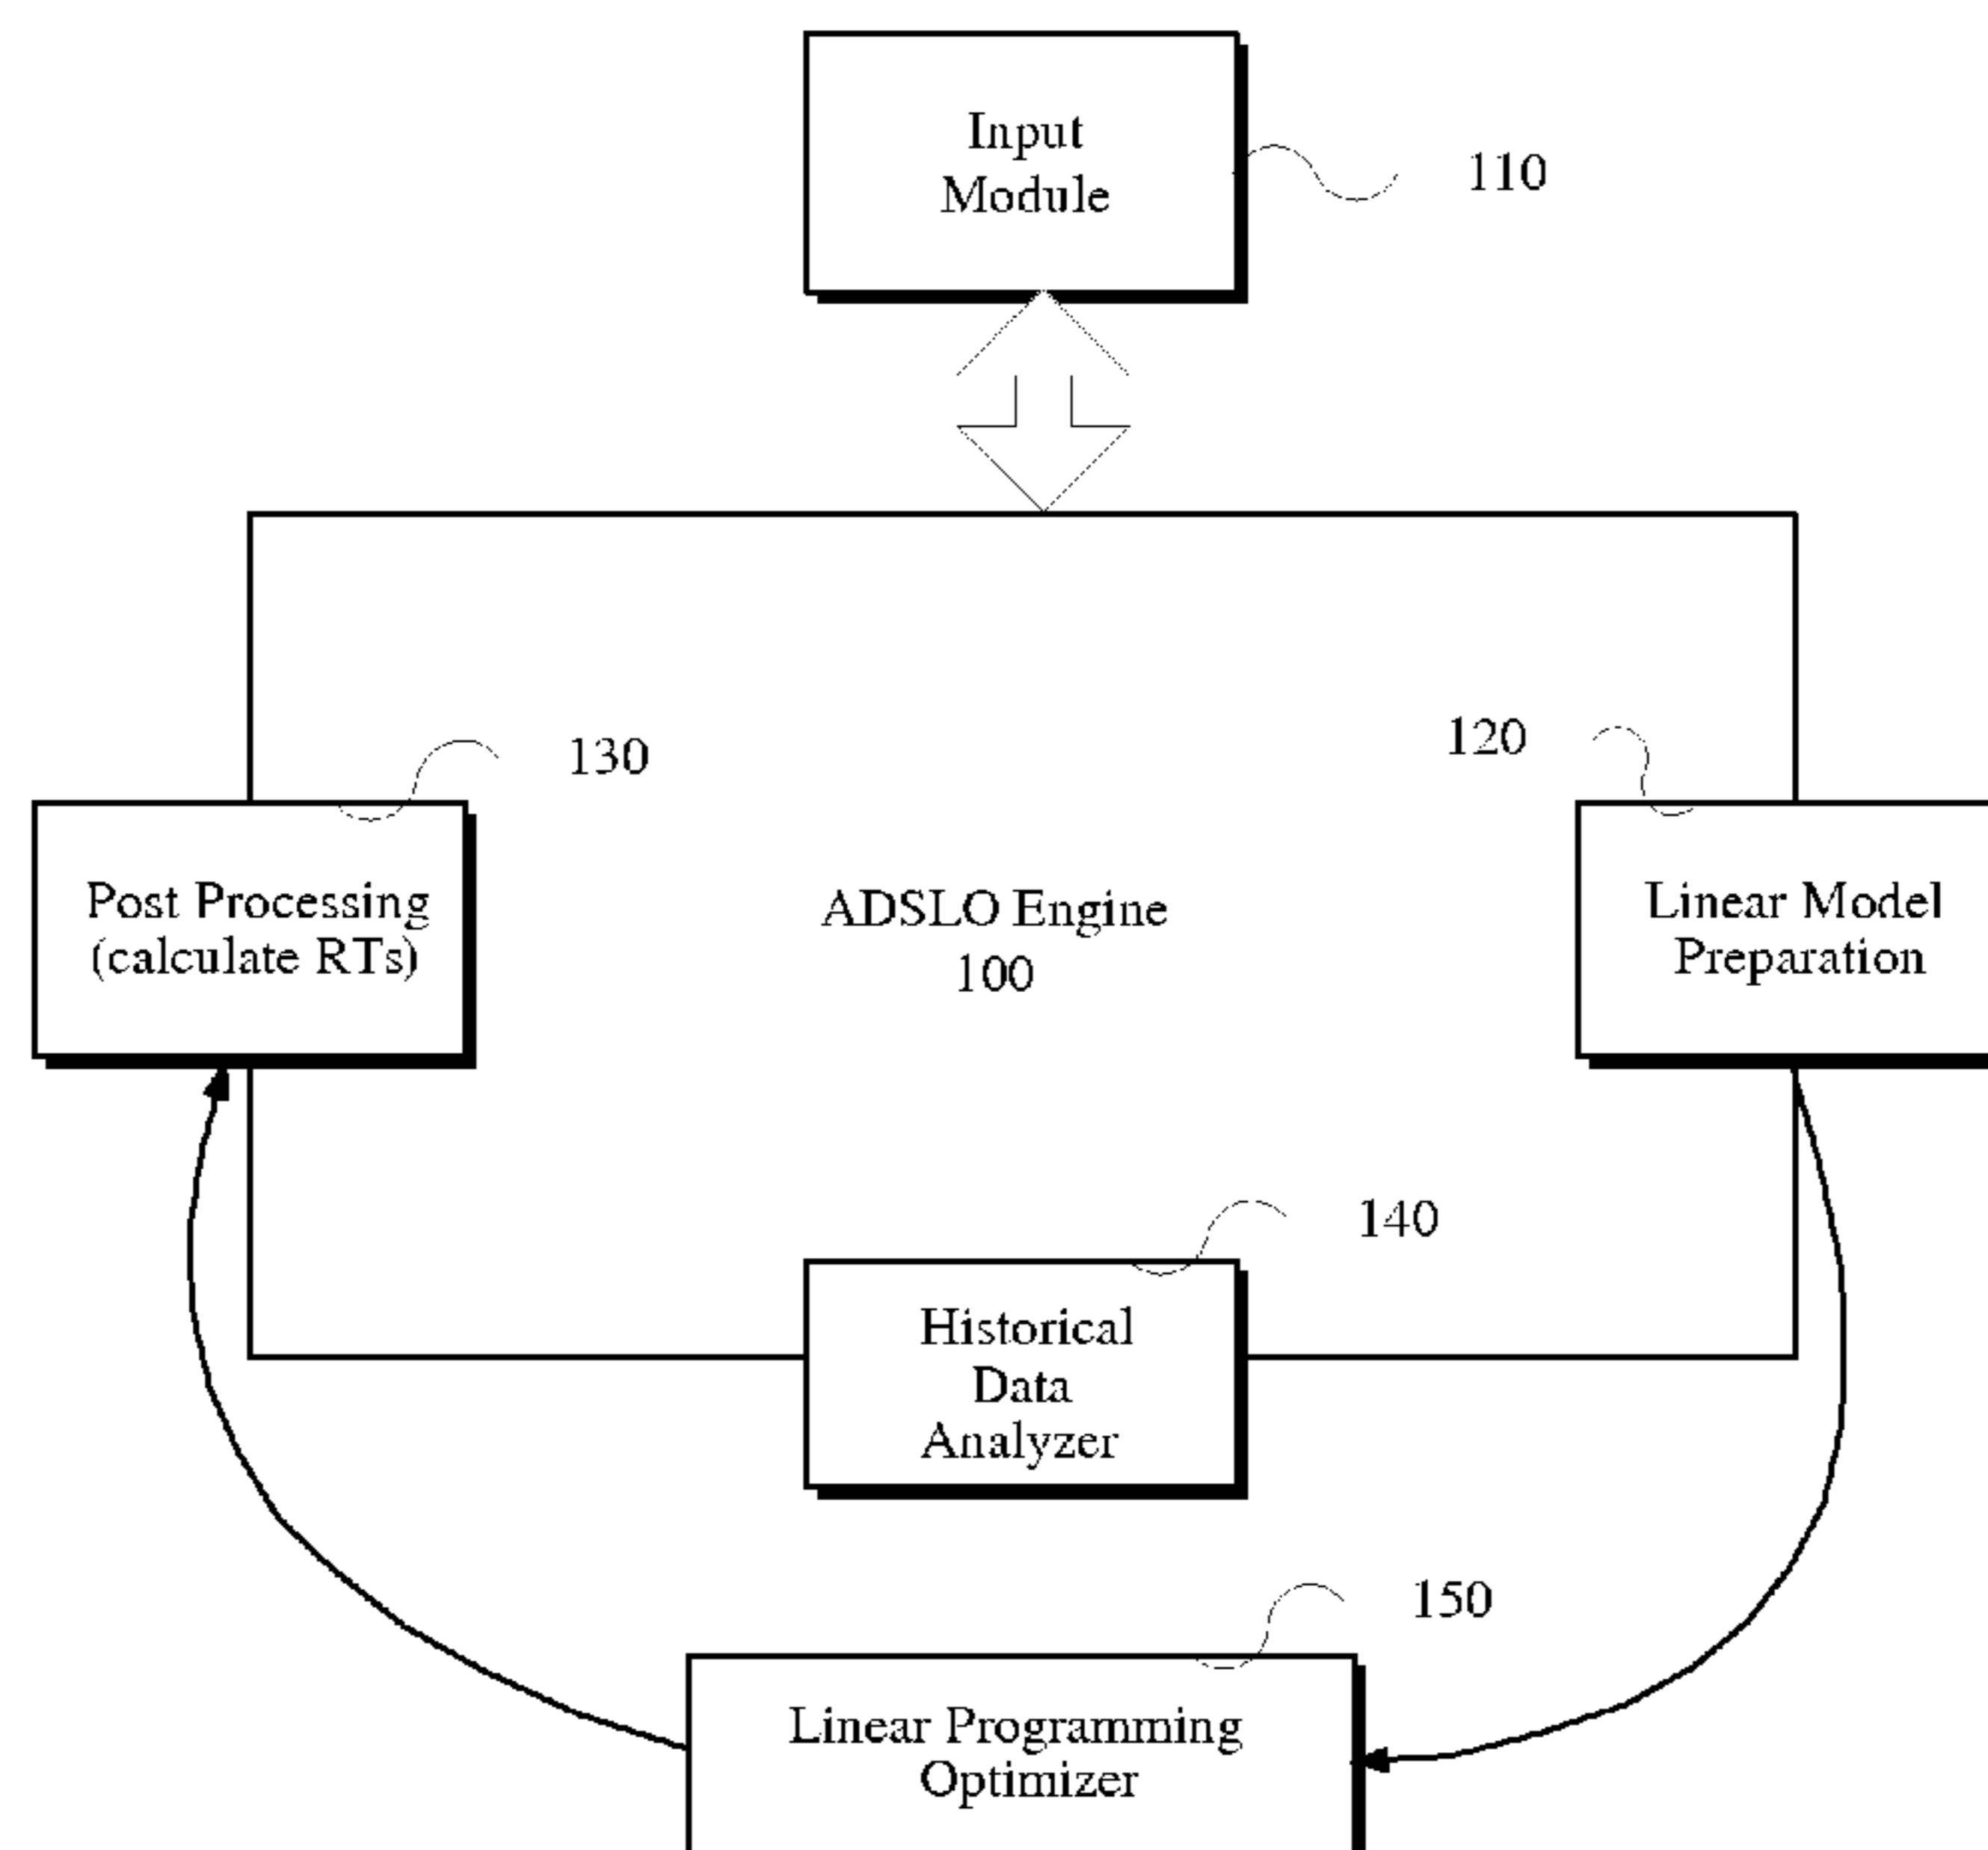 Input
Module
110
130
120
Post Processing
(calculate RTs)
ADSLO Engine
100
Linear Model
Preparation
140
Historical
Data
Analyzer
150
Linear Programming
Optimizer